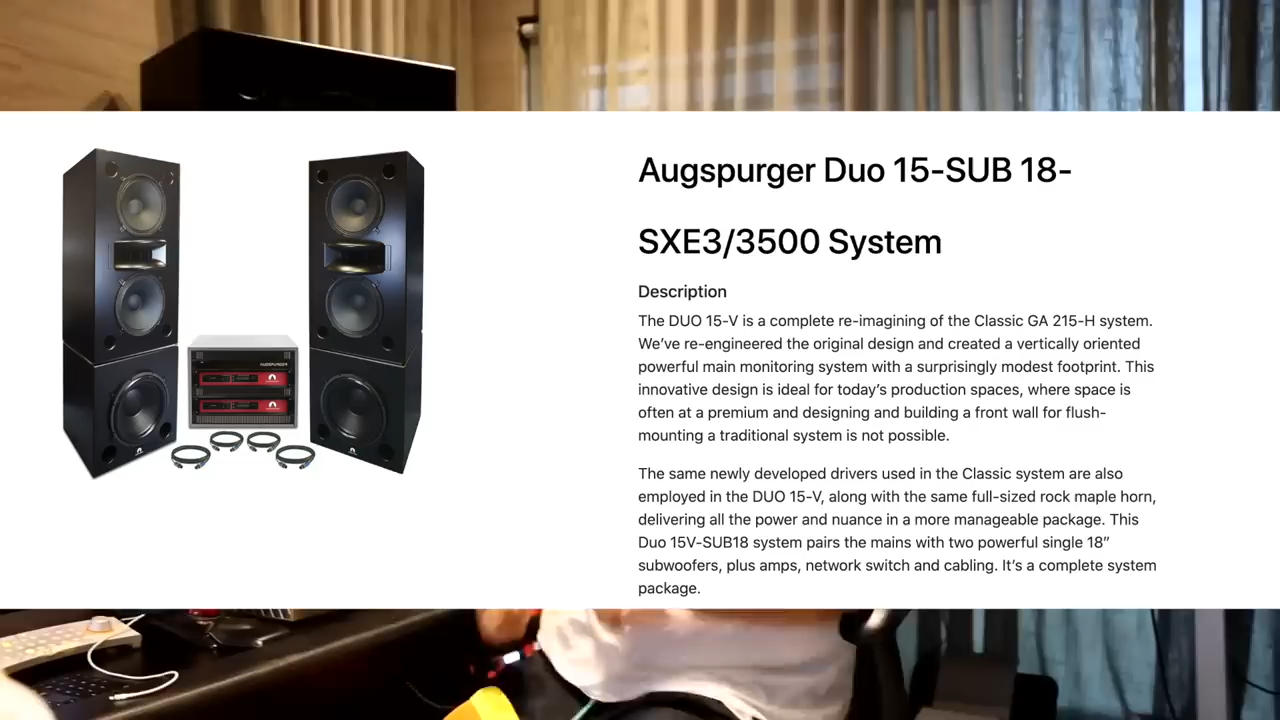 Augspurger Duo 15-SUB 18-
SXE3/3500 System
Description
The DUO 15-V is a complete re-imagining of the Classic GA 215-H system.
We’ve re-engineered the original design and created a vertically oriented
powerful main monitoring system with a surprisingly modest footprint. This
innovative design is ideal for today’s production spaces, where space is
often at a premium and designing and building a front wall for flush-
mounting a traditional system is not possible.
The same newly developed drivers used in the Classic system are also
employed in the DUO 15-V, along with the same full-sized rock maple horn,
delivering all the power and nuance in a more manageable package. This
Duo 15V-SUB18 system pairs the mains with two powerful single 18”
subwoofers, plus amps, network switch and cabling. It’s a complete system
package.